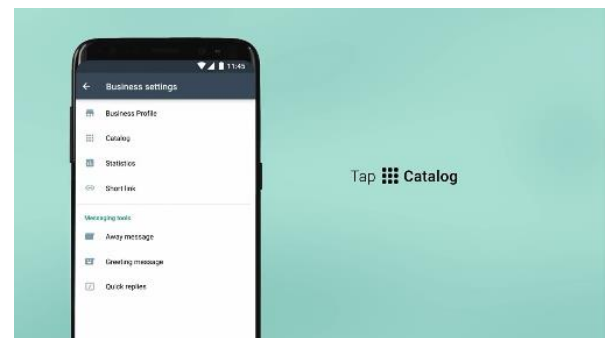 11:45
Business settings
Business Profile
Catalog
Statistics
Short link
Messaging tools
Away message
Greeting message
Quick replies
Tap Catalog